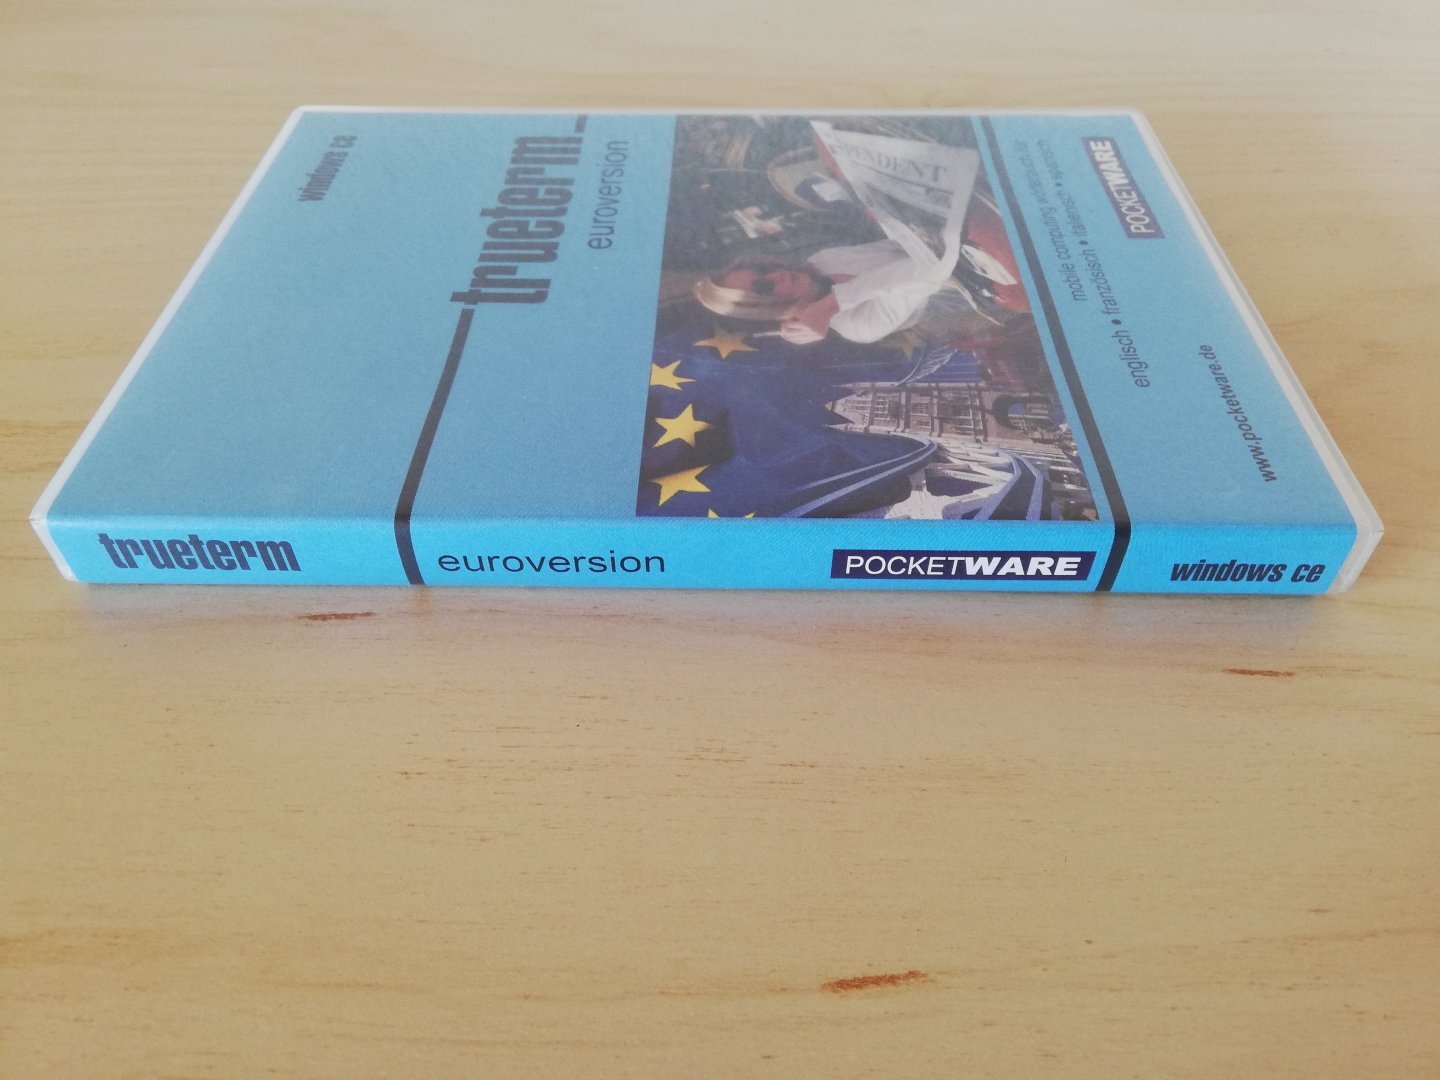 windows ce
trueterm
euroversion
PENDENT
mobile computing wörterbuch für
englisch • französisch • italienisch • spanisch
www.pocketware.de
POCKETWARE
trueterm
euroversion
POCKETWARE
windows ce